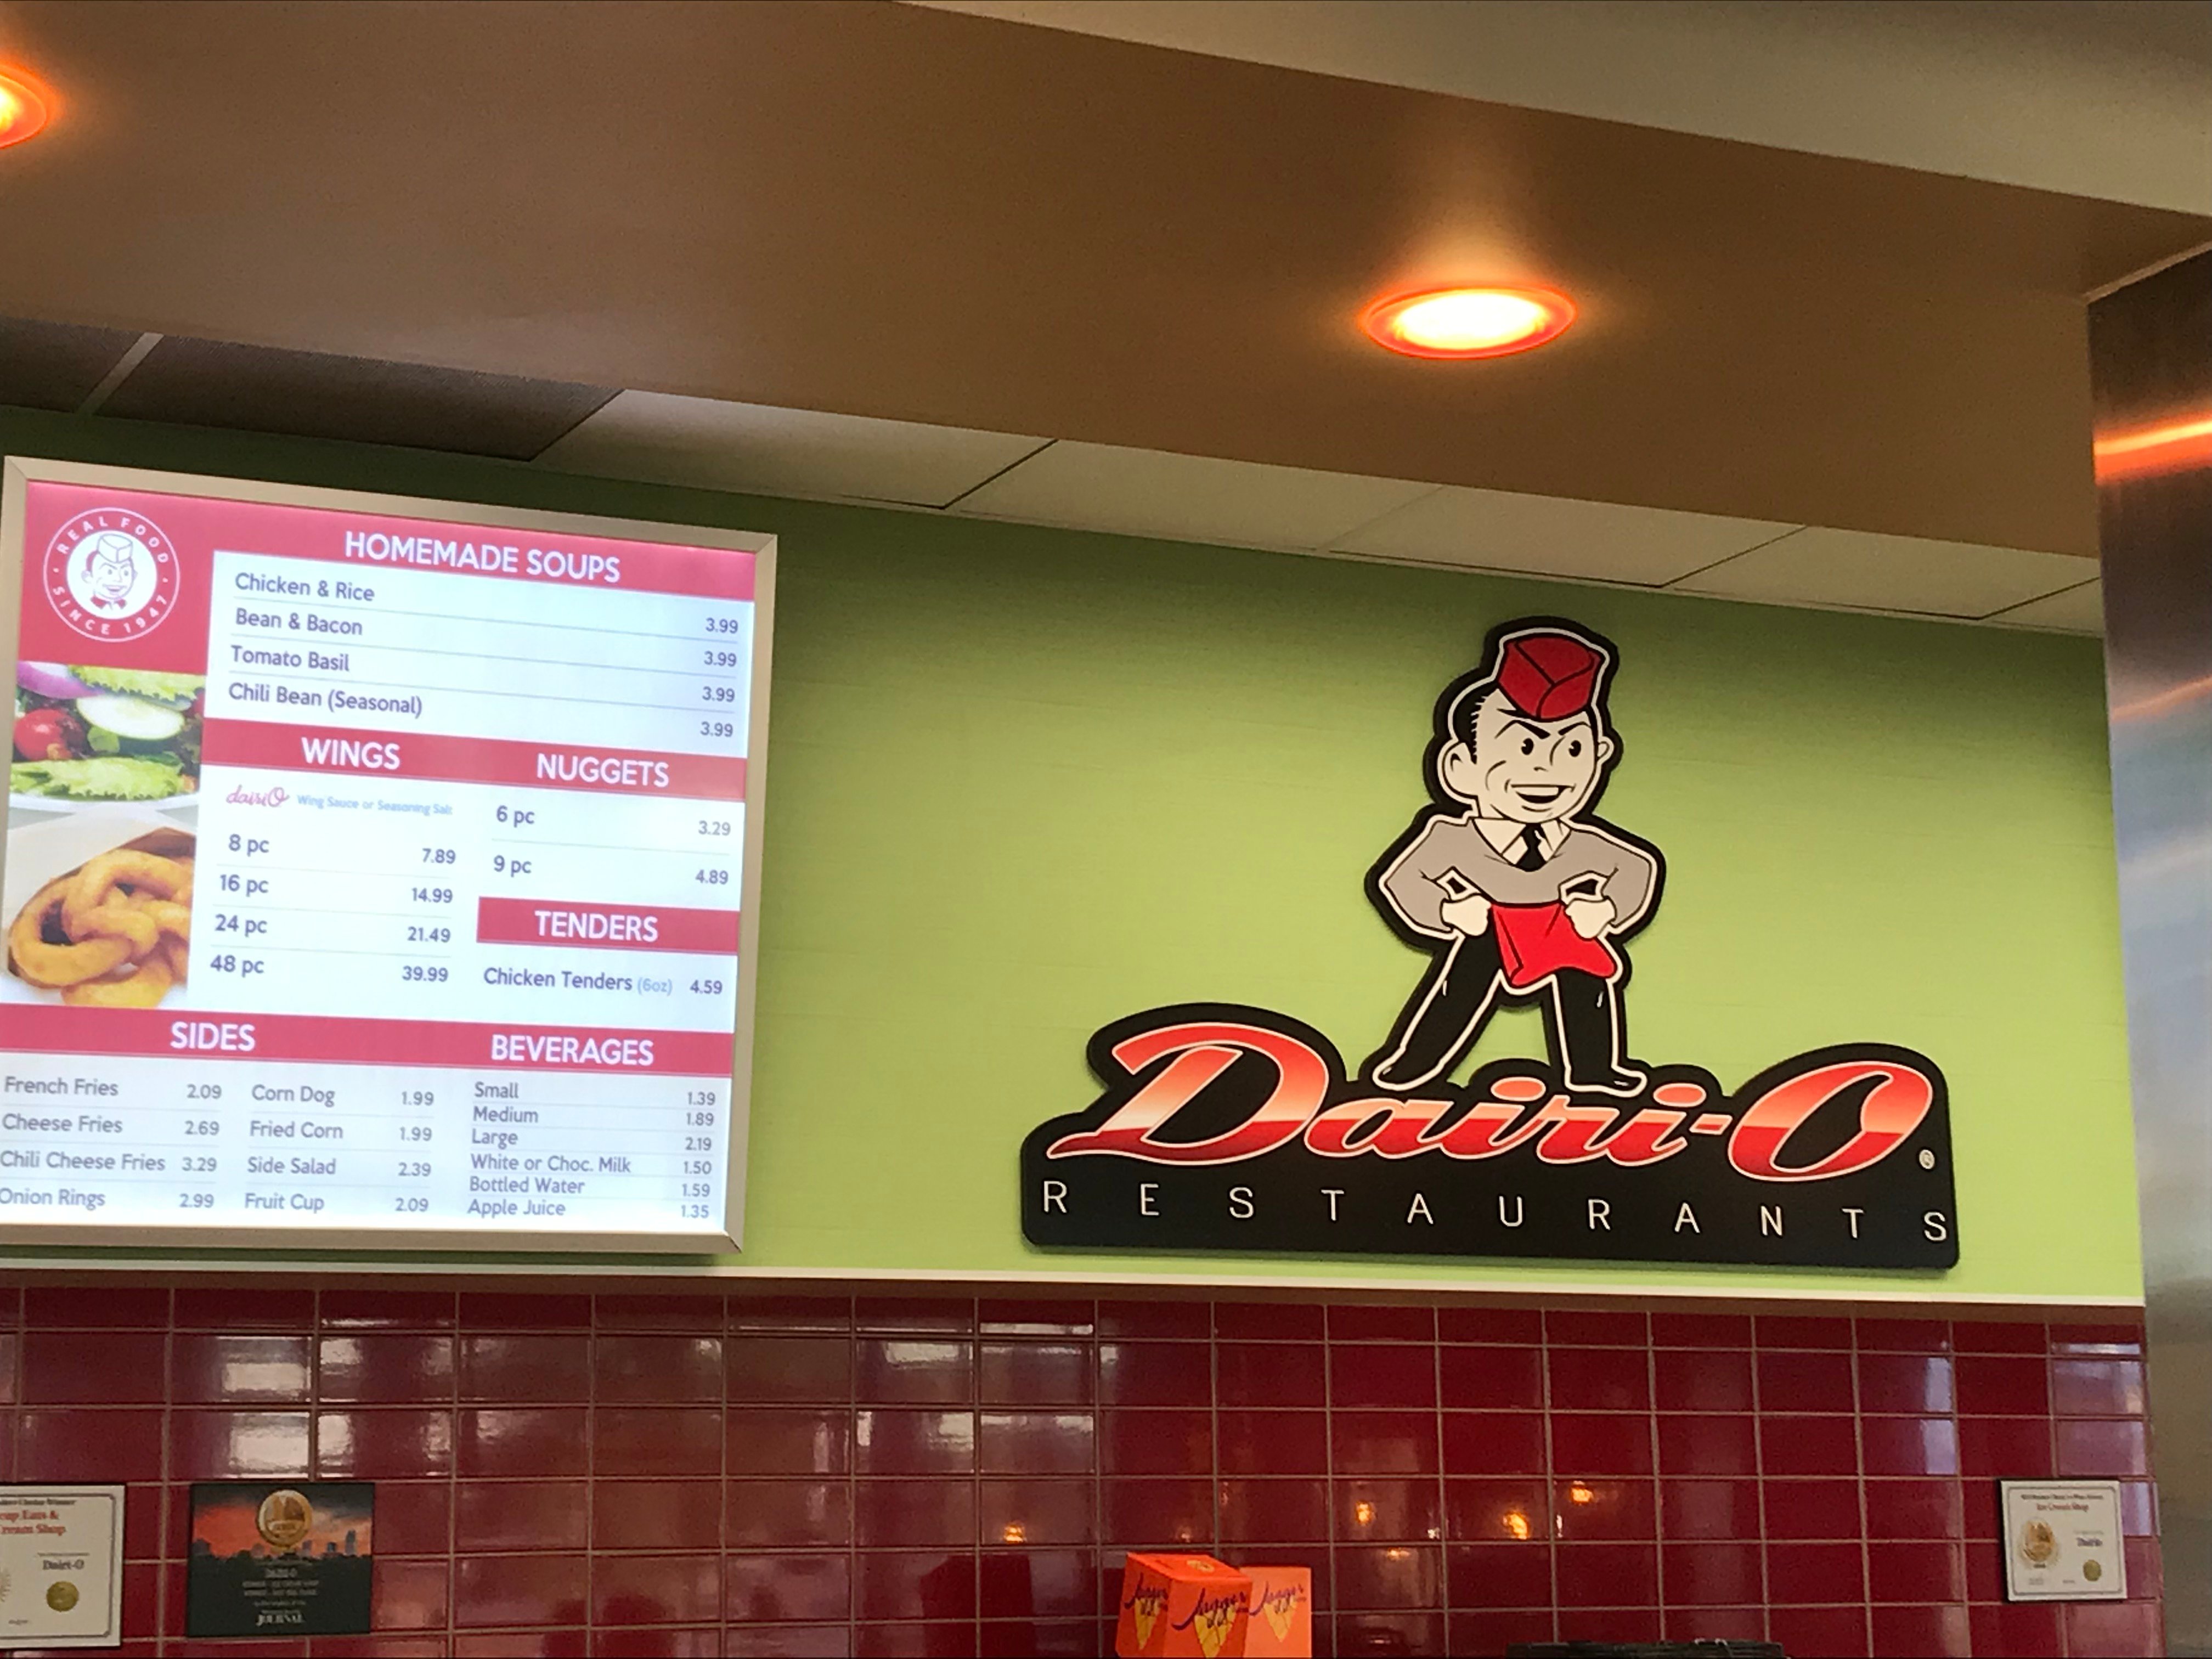 REAL FOOD
SINCE 1947
HOMEMADE SOUPS
Chicken & Rice 3.99
Bean & Bacon 3.99
Tomato Basil 3.99
Chili Bean (Seasonal) 3.99
WINGS
dairiO Wing Sauce or Seasoning Salt
8 pc 7.89
16 pc 14.99
24 pc 21.49
48 pc 39.99
NUGGETS
6 pc 3.29
9 pc 4.89
TENDERS
Chicken Tenders (6oz) 4.59
SIDES
French Fries 2.09
Cheese Fries 2.69
Chili Cheese Fries 3.29
Onion Rings 2.99
Corn Dog 1.99
Fried Corn 1.99
Side Salad 2.39
Fruit Cup 2.09
BEVERAGES
Small 1.39
Medium 1.89
Large 2.19
White or Choc. Milk 1.50
Bottled Water 1.59
Apple Juice 1.35
Dairi-O®
RESTAURANTS
Dairi-O
JOURNAL
Ice Cream Shop